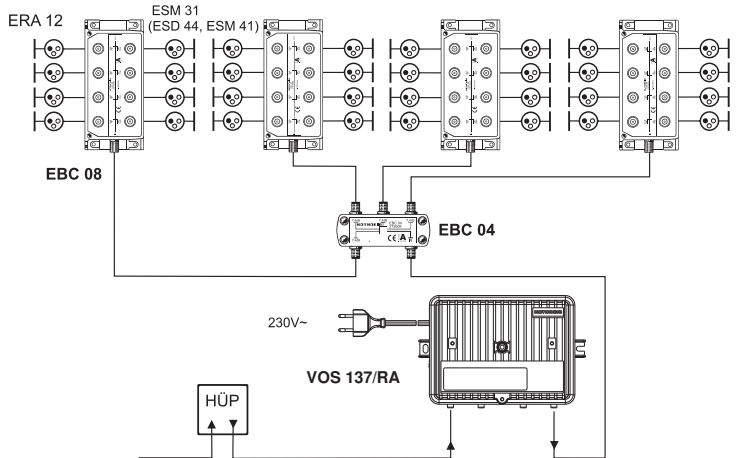 ERA 12
ESM 31
(ESD 44, ESM 41)
EBC 08
EBC 04
230V~
VOS 137/RA
HÜP